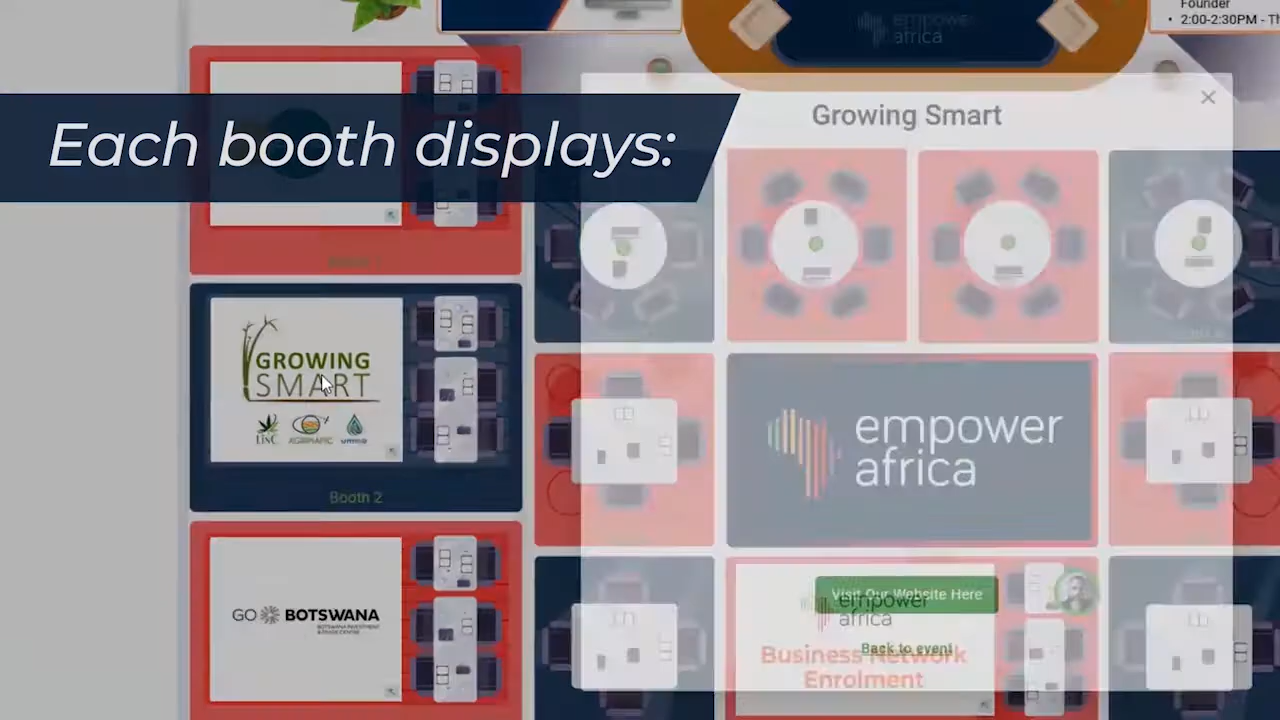 Founder
• 2:00-2:30PM - Th
empower
africa
Growing Smart
Each booth displays:
GROWING
SMART
Booth 2
empower
africa
GO BOTSWANA
Visit Our Website Here
empower
africa
Back to event
Business Network
Enrolment